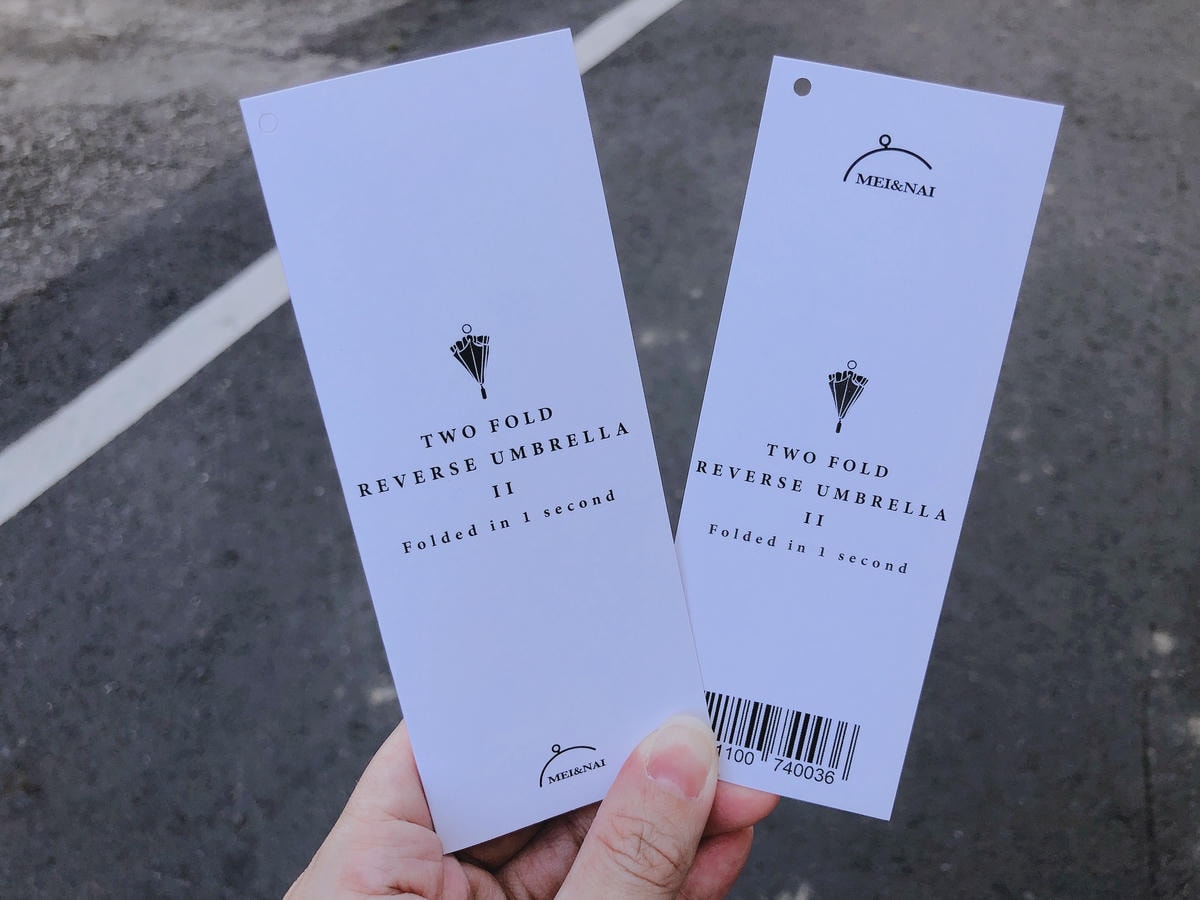 TWO FOLD
REVERSE UMBRELLA
II
Folded in 1 second
MEI&NAI
MEI&NAI
TWO FOLD
REVERSE UMBRELLA
II
Folded in 1 second
1100 740036